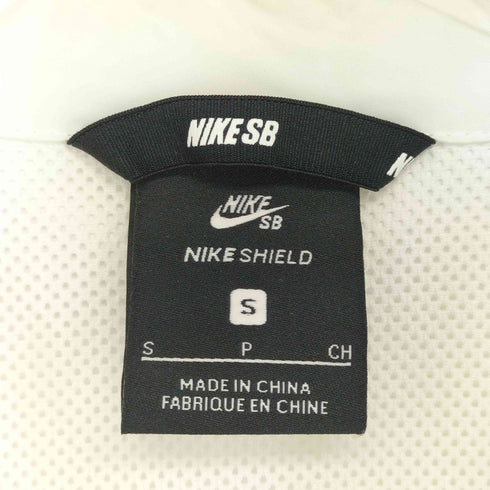 NIKE SB
N
NIKE
SB
NIKE SHIELD
S
S P CH
MADE IN CHINA
FABRIQUE EN CHINE